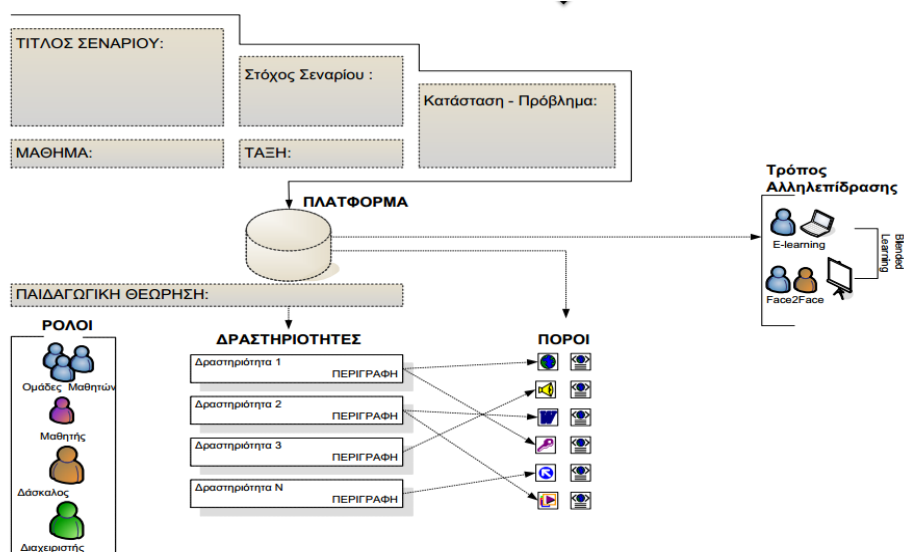 ΤΙΤΛΟΣ ΣΕΝΑΡΙΟΥ:
Στόχος Σεναρίου :
Κατάσταση - Πρόβλημα:
ΜΑΘΗΜΑ:
ΤΑΞΗ:
ΠΛΑΤΦΟΡΜΑ
Τρόπος
Αλληλεπίδρασης
E-learning
Face2Face
Blended
Learning
ΠΑΙΔΑΓΩΓΙΚΗ ΘΕΩΡΗΣΗ:
ΡΟΛΟΙ
Ομάδες Μαθητών
Μαθητής
Δάσκαλος
Διαχειριστής
ΔΡΑΣΤΗΡΙΟΤΗΤΕΣ
Δραστηριότητα 1
ΠΕΡΙΓΡΑΦΗ
Δραστηριότητα 2
ΠΕΡΙΓΡΑΦΗ
Δραστηριότητα 3
ΠΕΡΙΓΡΑΦΗ
Δραστηριότητα Ν
ΠΕΡΙΓΡΑΦΗ
ΠΟΡΟΙ
W